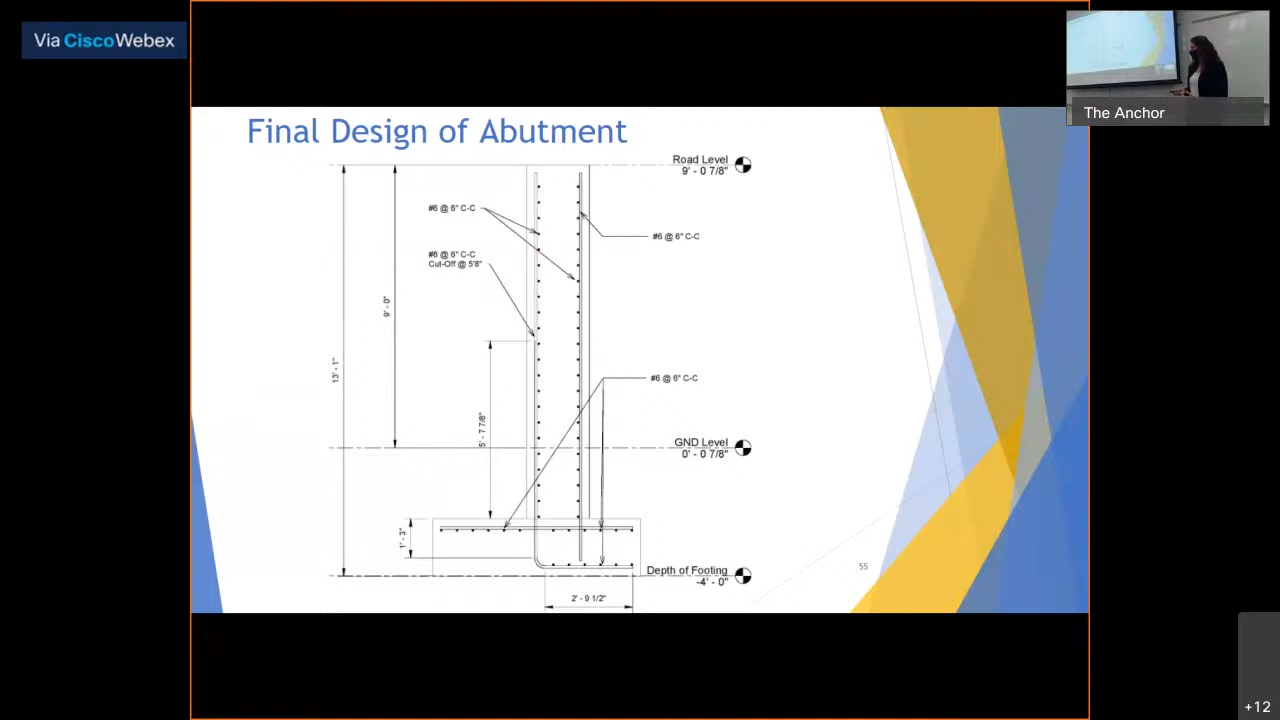 Via Cisco Webex
The Anchor
Final Design of Abutment
Road Level
9' - 0 7/8"
#6 @ 6" C-C
#6 @ 6" C-C
#8 @ 6" C-C
Cut-Off @ 5'8"
9' - 0"
13' - 1"
#6 @ 6" C-C
5' - 7 7/8"
GND Level
0' - 0 7/8"
1' - 3"
Depth of Footing
-4' - 0"
2' - 9 1/2"
55
+12